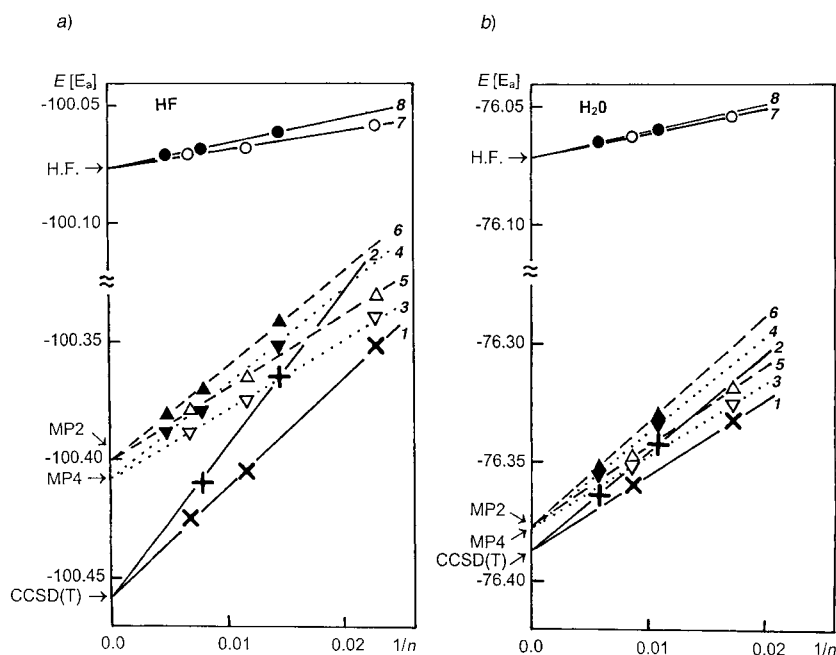 a)
E [Eₐ]
-100.05
HF
8
7
H.F. →
-100.10
6
2
4
≈
5
-100.35
3
1
MP2
-100.40
MP4 →
-100.45
CCSD(T) →
0.0
0.01
0.02
1/n
b)
E [Eₐ]
-76.05
H₂0
8
7
H.F. →
-76.10
≈
-76.30
6
4
2
5
3
1
-76.35
MP2
MP4
CCSD(T)
-76.40
0.0
0.01
0.02
1/n